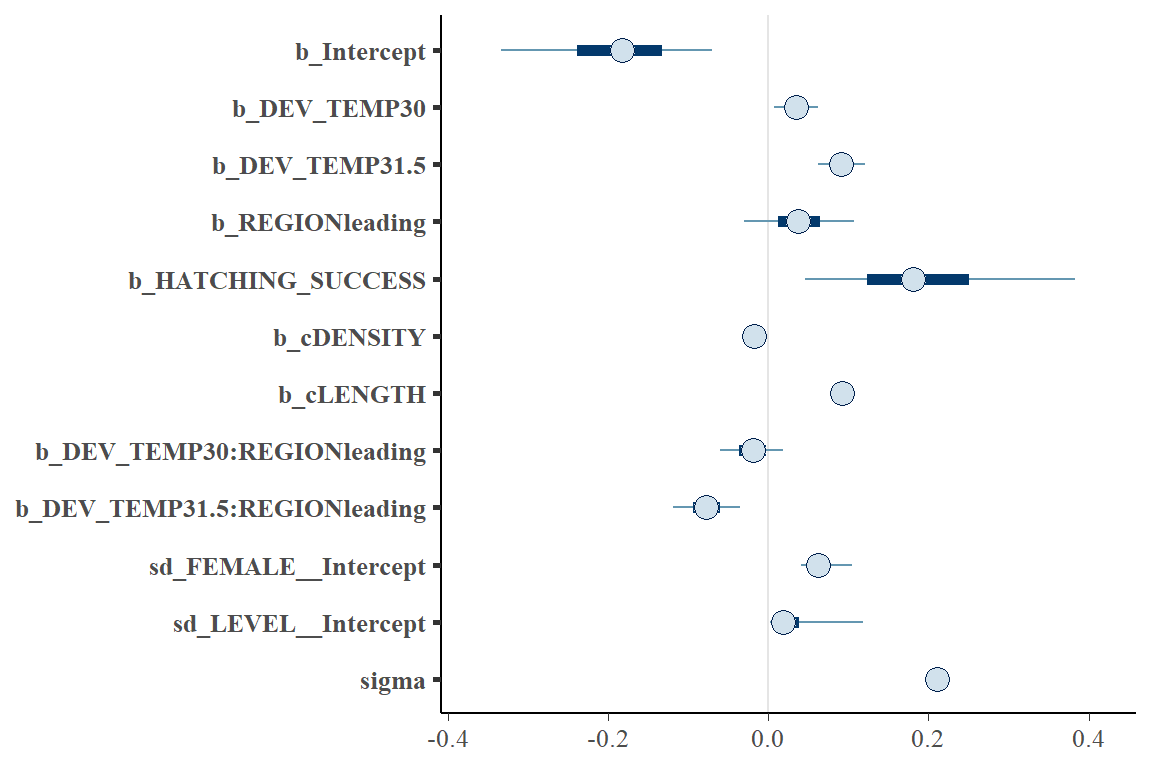 b_Intercept
b_DEV_TEMP30
b_DEV_TEMP31.5
b_REGIONleading
b_HATCHING_SUCCESS
b_cDENSITY
b_cLENGTH
b_DEV_TEMP30:REGIONleading
b_DEV_TEMP31.5:REGIONleading
sd_FEMALE__Intercept
sd_LEVEL__Intercept
sigma
-0.4 -0.2 0.0 0.2 0.4